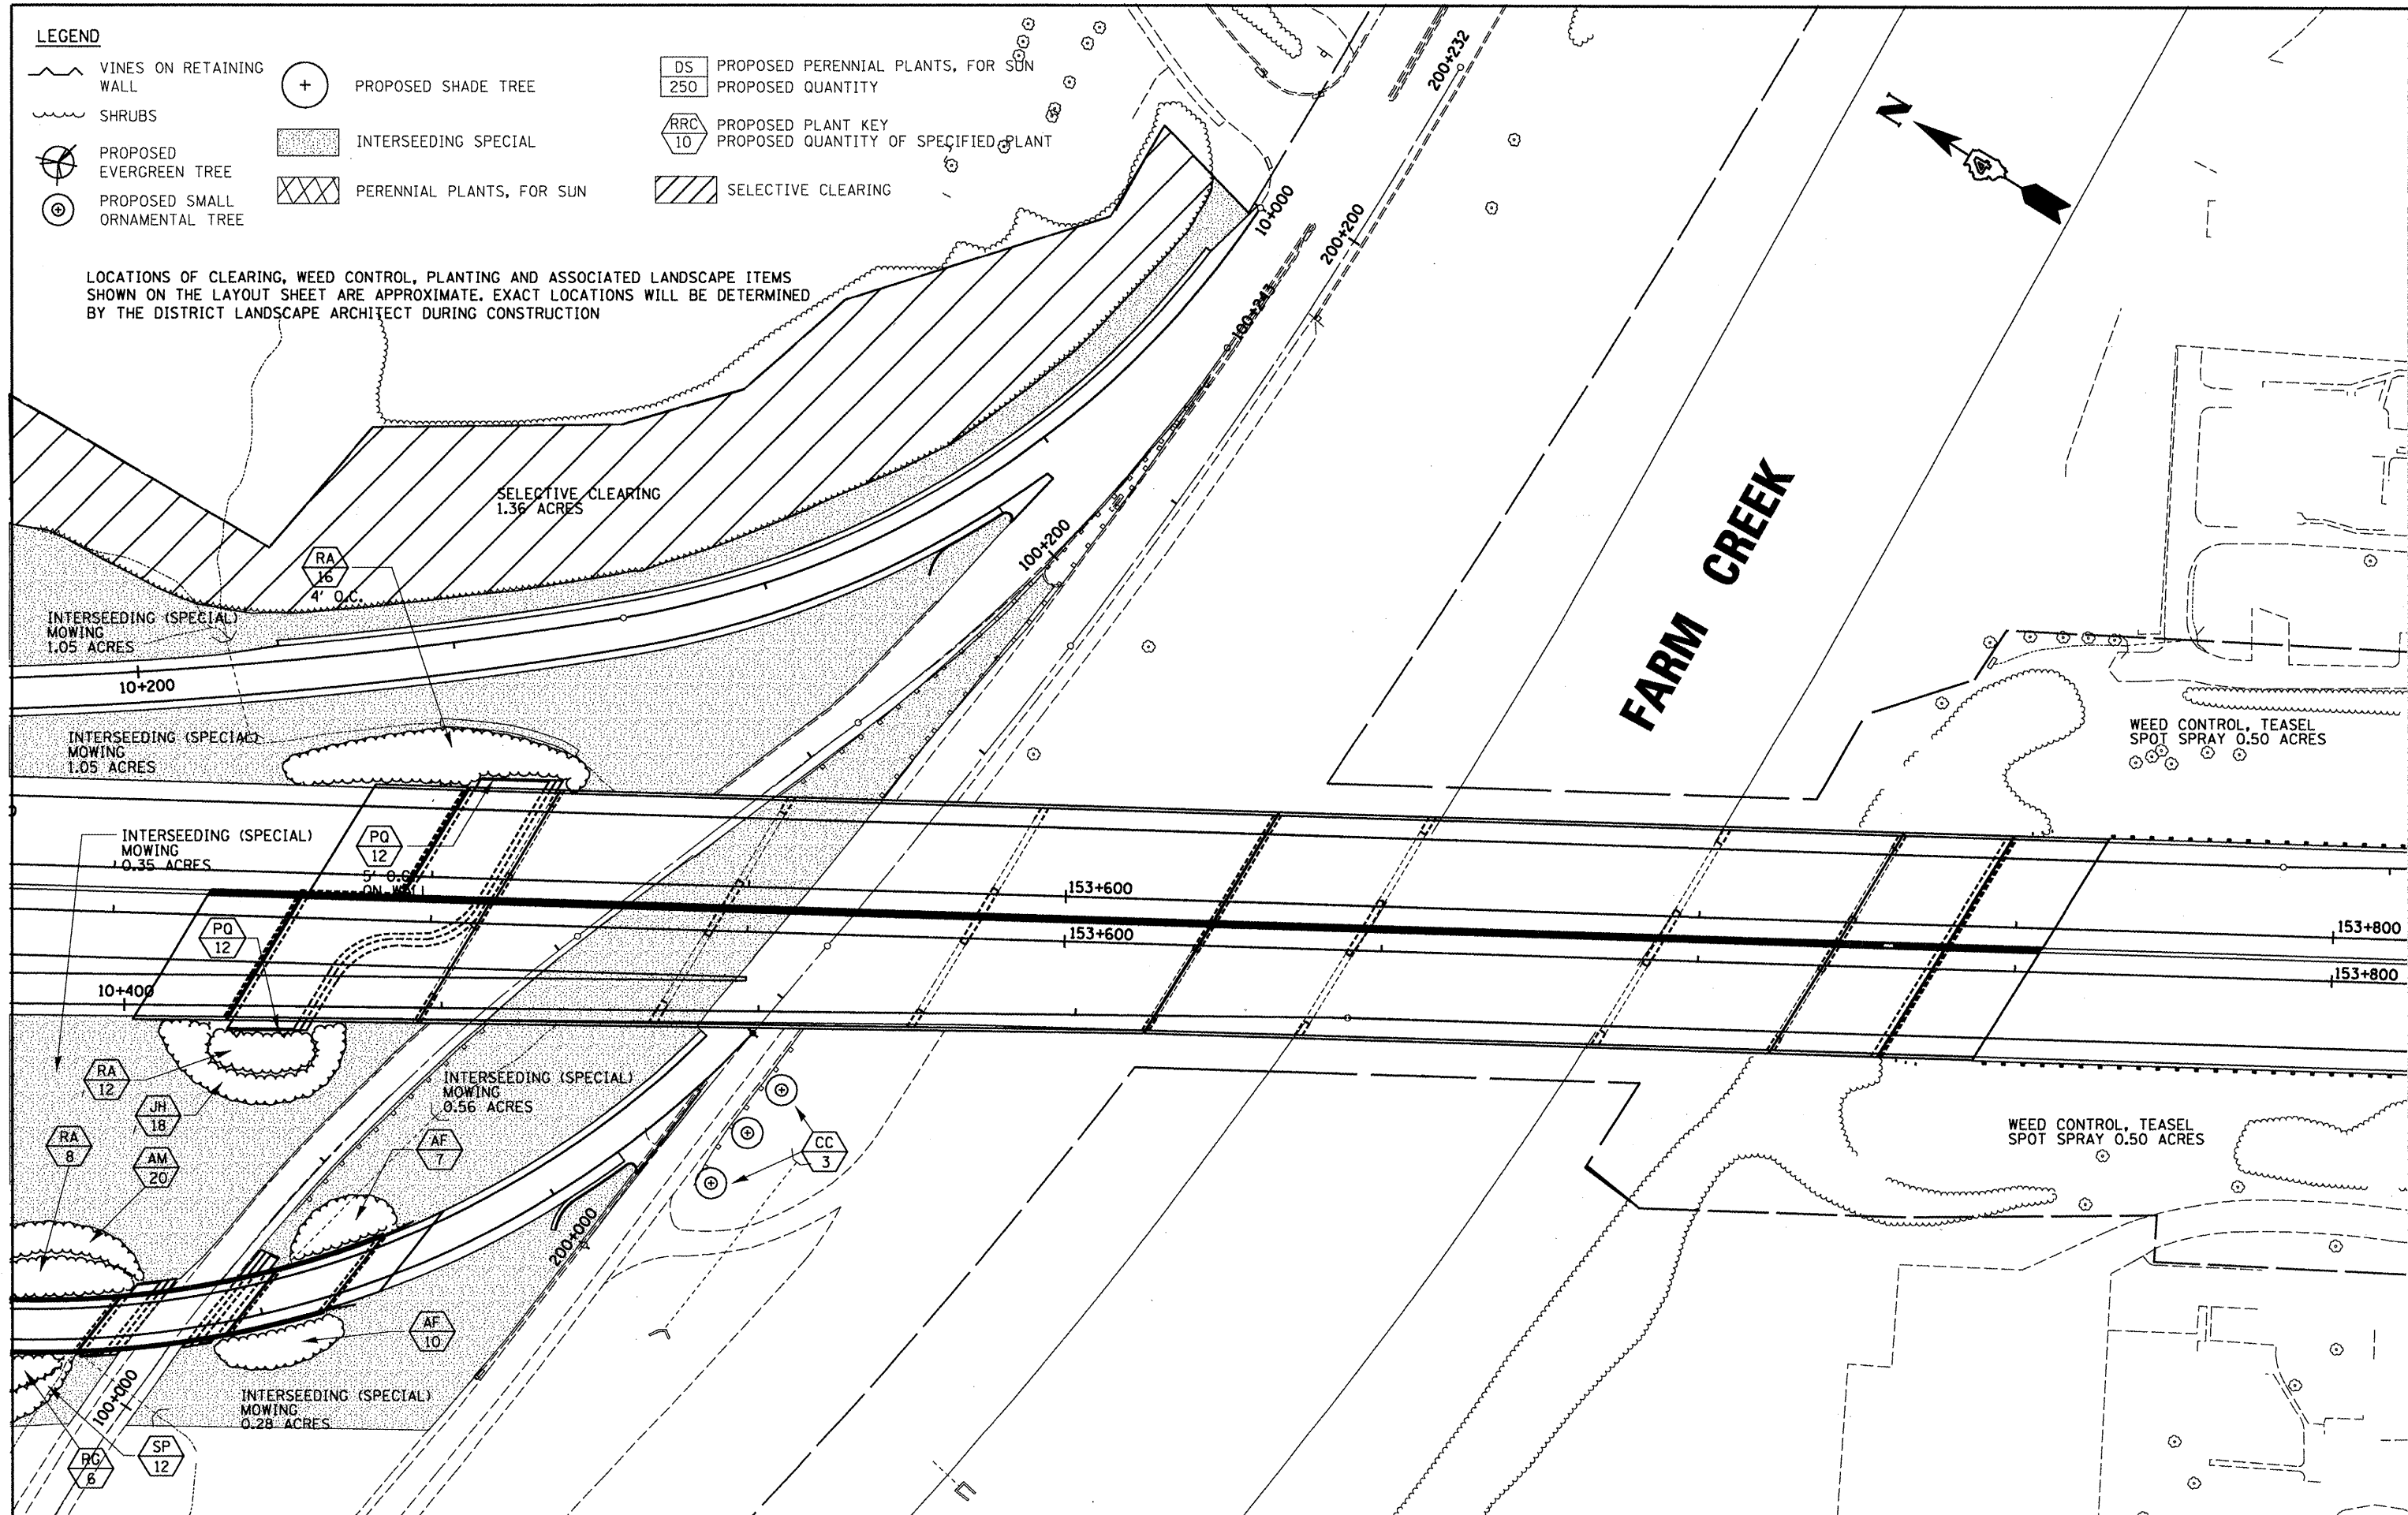 LEGEND
VINES ON RETAINING
WALL
SHRUBS
PROPOSED
EVERGREEN TREE
PROPOSED SMALL
ORNAMENTAL TREE
PROPOSED SHADE TREE
INTERSEEDING SPECIAL
PERENNIAL PLANTS, FOR SUN
DS
250
PROPOSED PERENNIAL PLANTS, FOR SUN
PROPOSED QUANTITY
RRC
10
PROPOSED PLANT KEY
PROPOSED QUANTITY OF SPECIFIED PLANT
SELECTIVE CLEARING
LOCATIONS OF CLEARING, WEED CONTROL, PLANTING AND ASSOCIATED LANDSCAPE ITEMS
SHOWN ON THE LAYOUT SHEET ARE APPROXIMATE. EXACT LOCATIONS WILL BE DETERMINED
BY THE DISTRICT LANDSCAPE ARCHITECT DURING CONSTRUCTION
200+232
N
4
10+000
200+200
100+243
SELECTIVE CLEARING
1.36 ACRES
100+200
FARM CREEK
RA
16
4' O.C.
INTERSEEDING (SPECIAL)
MOWING
1.05 ACRES
10+200
INTERSEEDING (SPECIAL)
MOWING
1.05 ACRES
WEED CONTROL, TEASEL
SPOT SPRAY 0.50 ACRES
INTERSEEDING (SPECIAL)
MOWING
0.35 ACRES
PQ
12
5' O.C.
ON WALL
153+600
153+600
153+800
153+800
PQ
12
10+400
RA
12
JH
18
RA
8
AM
20
INTERSEEDING (SPECIAL)
MOWING
0.56 ACRES
AF
7
CC
3
WEED CONTROL, TEASEL
SPOT SPRAY 0.50 ACRES
200+000
AF
10
INTERSEEDING (SPECIAL)
MOWING
0.28 ACRES
100+000
RG
6
SP
12